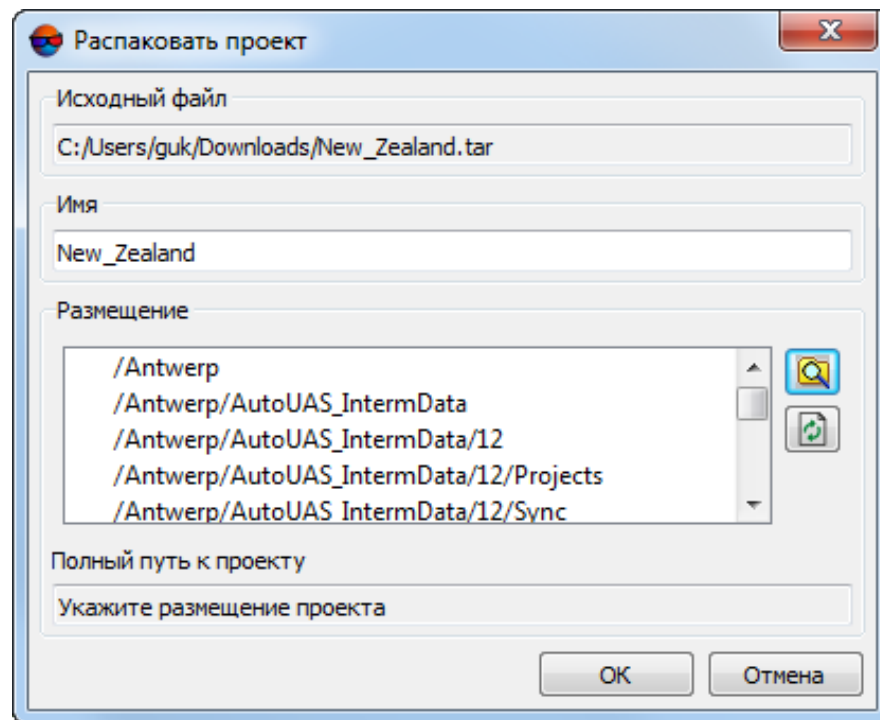 Распаковать проект
Исходный файл
C:/Users/guk/Downloads/New_Zealand.tar
Имя
New_Zealand
Размещение
/Antwerp
/Antwerp/AutoUAS_IntermData
/Antwerp/AutoUAS_IntermData/12
/Antwerp/AutoUAS_IntermData/12/Projects
/Antwerp/AutoUAS_IntermData/12/Sync
Полный путь к проекту
Укажите размещение проекта
OK
Отмена